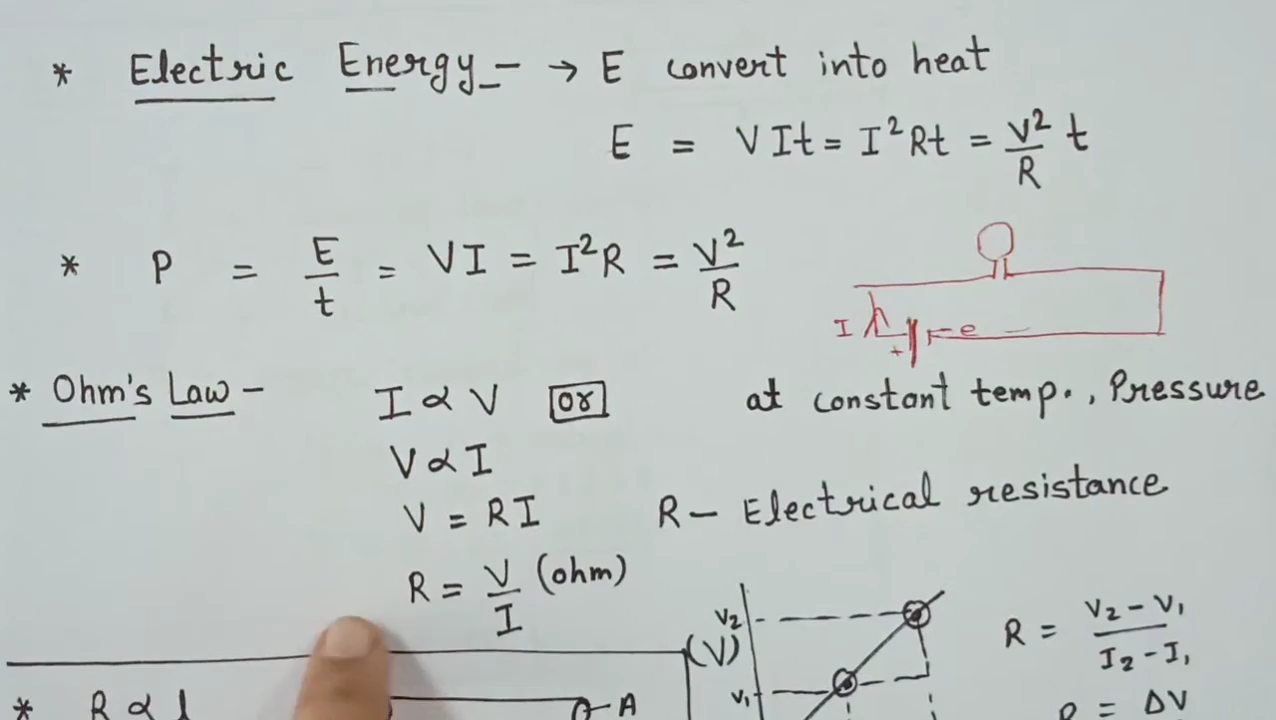 * Electric Energy - → E convert into heat
E = VIt = I²Rt = V²/R t
* P = E/t = VI = I²R = V²/R
I + e
* Ohm's Law - I ∝ V or at constant temp., Pressure
V ∝ I
V = RI R - Electrical resistance
R = V/I (ohm)
V₂
(V)
V₁
R = V₂-V₁/I₂-I₁
* R ∝ l A
R = ΔV